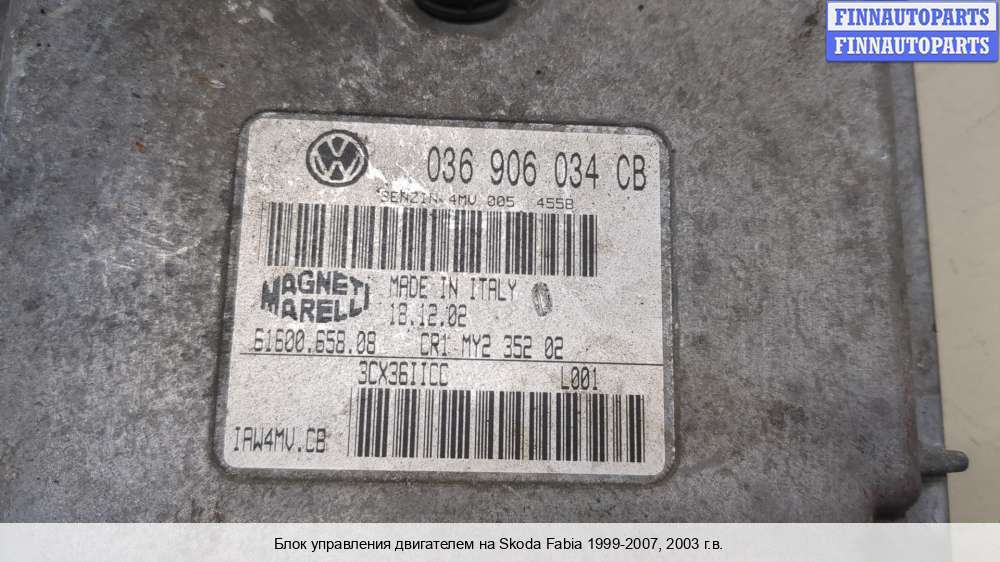 FINNAUTOPARTS
FINNAUTOPARTS
036 906 034 CB
BENZIN 4MV 005 4558
MAGNETI MARELLI
MADE IN ITALY
18.12.02
61600.658.08 CR1 MY2 352 02
3CX36IICC L001
IAW4MV.CB
Блок управления двигателем на Skoda Fabia 1999-2007, 2003 г.в.